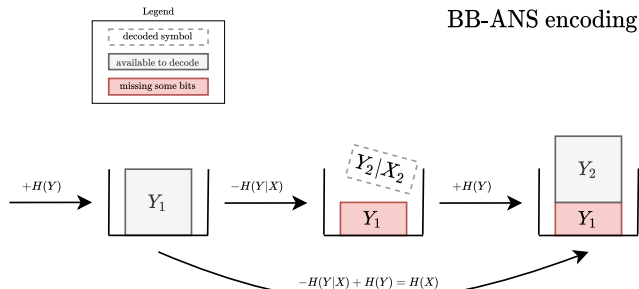 BB-ANS encoding
Legend
decoded symbol
available to decode
missing some bits
+H(Y)
Y₁
−H(Y|X)
Y₂|X₂
Y₁
+H(Y)
Y₂
Y₁
−H(Y|X) + H(Y) = H(X)